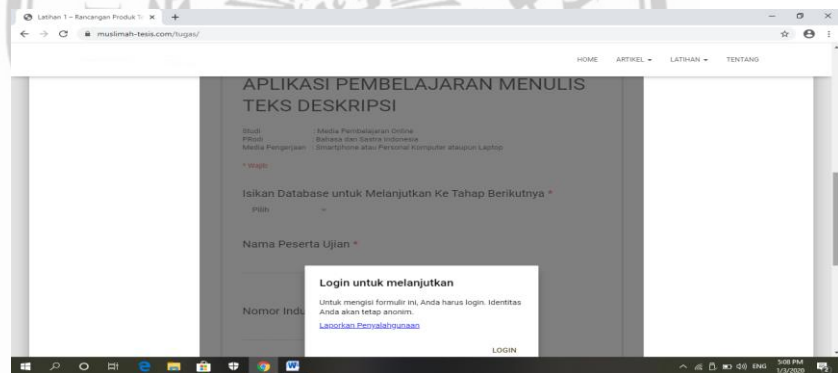 Latihan 1 – Rancangan Produk Te
muslimah-tesis.com/tugas/
HOME ARTIKEL LATIHAN TENTANG
APLIKASI PEMBELAJARAN MENULIS
TEKS DESKRIPSI
Studi : Media Pembelajaran Online
PRodi : Bahasa dan Sastra Indonesia
Media Pengerjaan : Smartphone atau Personal Komputer ataupun Laptop
* Wajib
Isikan Database untuk Melanjutkan Ke Tahap Berikutnya *
Pilih
Nama Peserta Ujian *
Nomor Indu
Login untuk melanjutkan
Untuk mengisi formulir ini, Anda harus login. Identitas
Anda akan tetap anonim.
Laporkan Penyalahgunaan
LOGIN
ENG
5:08 PM
1/3/2020